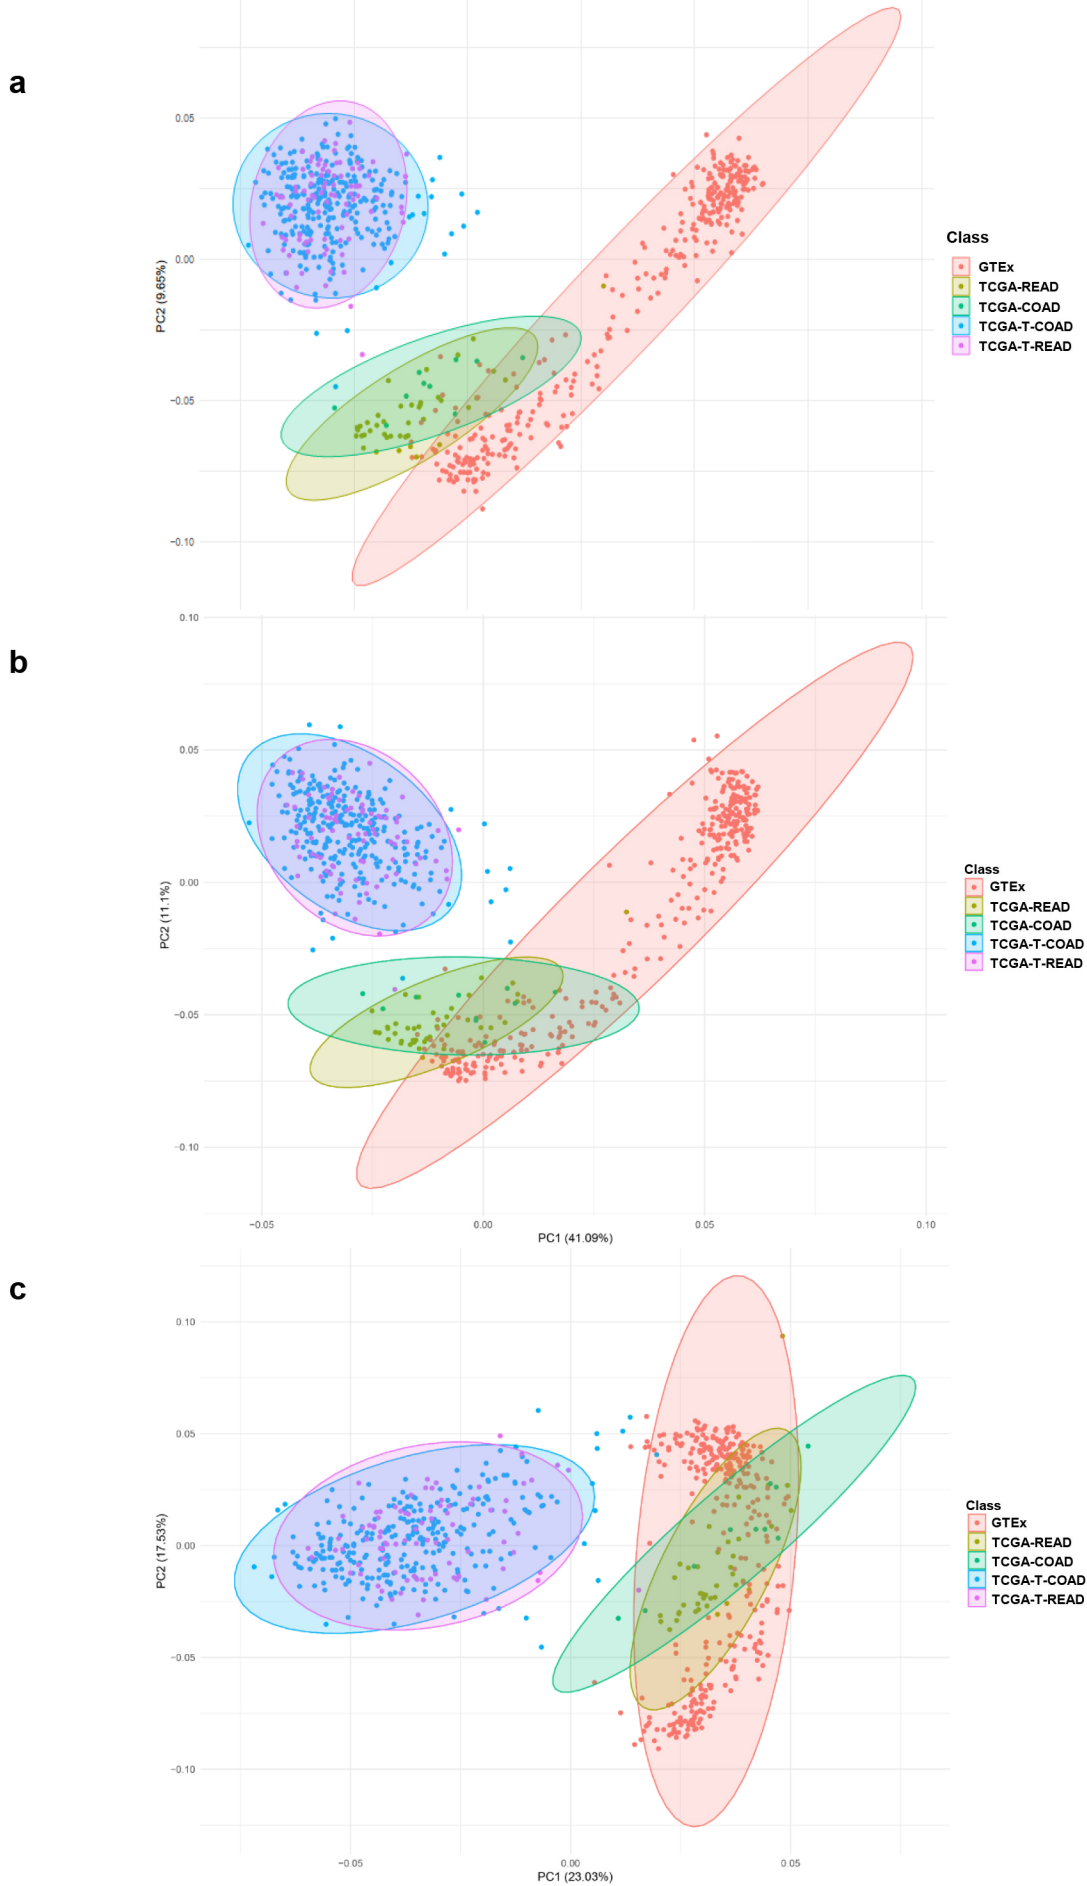 a
0.05
0.00
−0.05
−0.10
PC2 (9.65%)
Class
GTEx
TCGA-READ
TCGA-COAD
TCGA-T-COAD
TCGA-T-READ
b
0.10
0.05
0.00
−0.05
−0.10
PC2 (11.1%)
−0.05 0.00 0.05 0.10
PC1 (41.09%)
Class
GTEx
TCGA-READ
TCGA-COAD
TCGA-T-COAD
TCGA-T-READ
c
0.10
0.05
0.00
−0.05
−0.10
PC2 (17.53%)
−0.05 0.00 0.05
PC1 (23.03%)
Class
GTEx
TCGA-READ
TCGA-COAD
TCGA-T-COAD
TCGA-T-READ